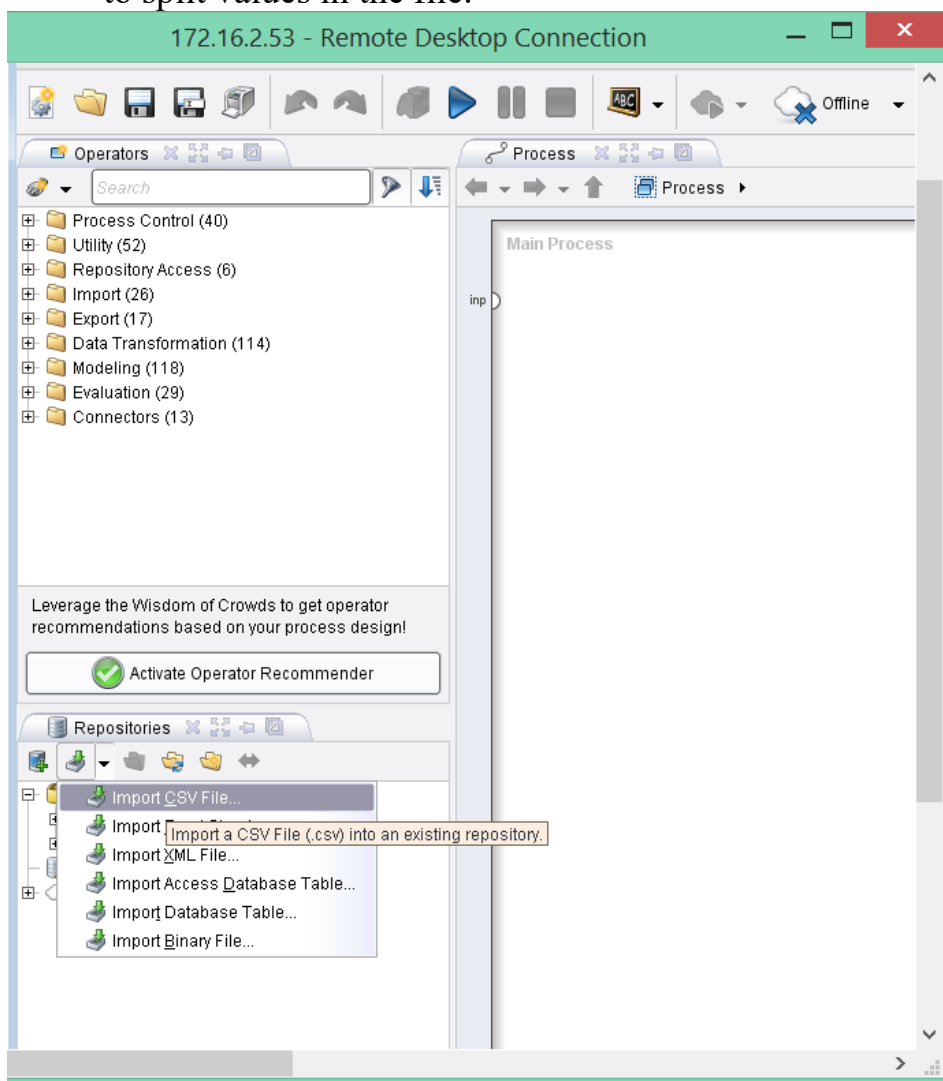 to split values in the file.
172.16.2.53 - Remote Desktop Connection
ABC
Offline
Operators
Process
Search
Process
Process Control (40)
Utility (52)
Repository Access (6)
Import (26)
Export (17)
Data Transformation (114)
Modeling (118)
Evaluation (29)
Connectors (13)
Main Process
inp
Leverage the Wisdom of Crowds to get operator
recommendations based on your process design!
Activate Operator Recommender
Repositories
Import CSV File...
Import
Import a CSV File (.csv) into an existing repository.
Import XML File...
Import Access Database Table...
Import Database Table...
Import Binary File...